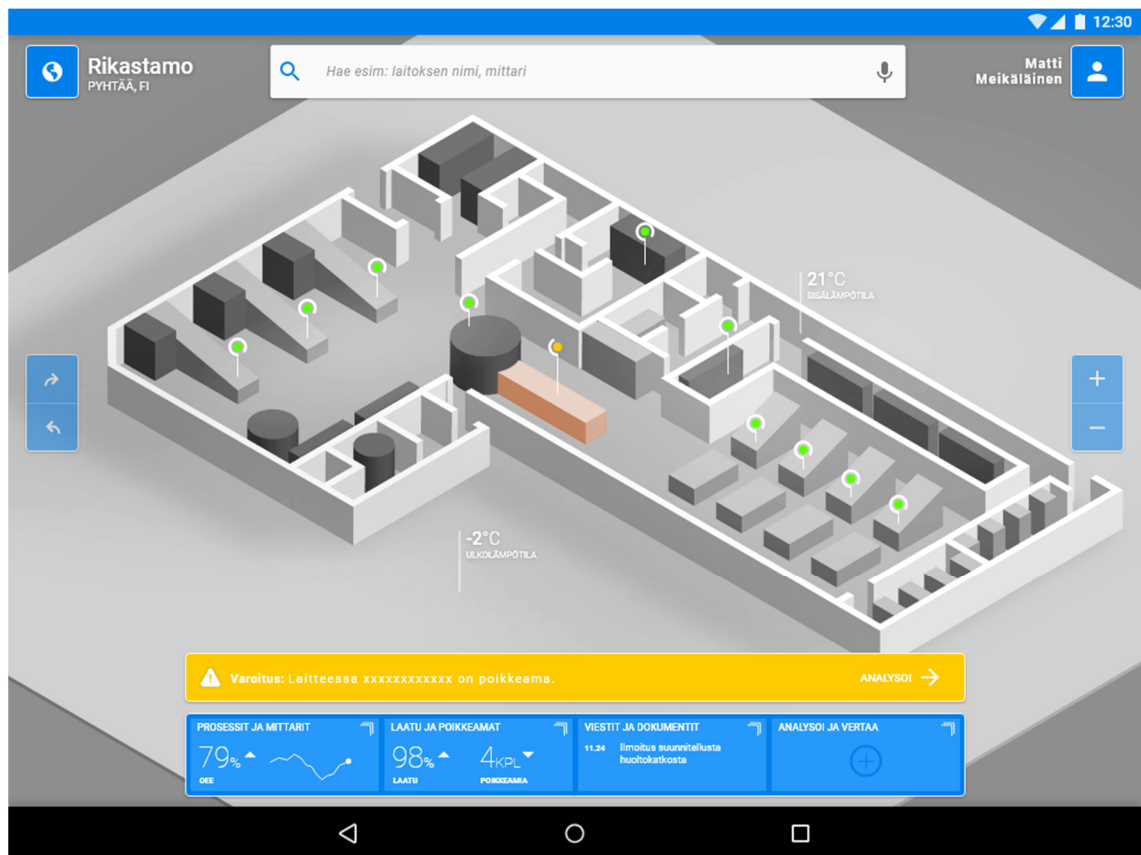 12:30
Rikastamo
PYHTÄÄ, FI
Hae esim: laitoksen nimi, mittari
Matti
Meikäläinen
21°C
SISÄLÄMPÖTILA
-2°C
ULKOLÄMPÖTILA
Varoitus: Laitteessa xxxxxxxxxxxx on poikkeama.
ANALYSOI
PROSESSIT JA MITTARIT
79%
OEE
LAATU JA POIKKEAMAT
98%
LAATU
4KPL
POIKKEAMIA
VIESTIT JA DOKUMENTIT
11.24 Ilmoitus suunnitellusta
huoltokatkosta
ANALYSOI JA VERTAA